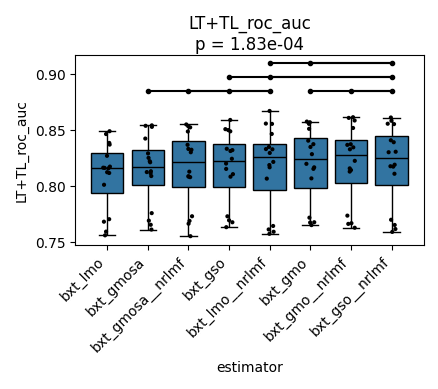 LT+TL_roc_auc
p = 1.83e-04
LT+TL_roc_auc
0.90
0.85
0.80
0.75
bxt_lmo
bxt_gmosa
bxt_gmosa__nrlmf
bxt_gso
bxt_lmo__nrlmf
bxt_gmo
bxt_gmo__nrlmf
bxt_gso__nrlmf
estimator